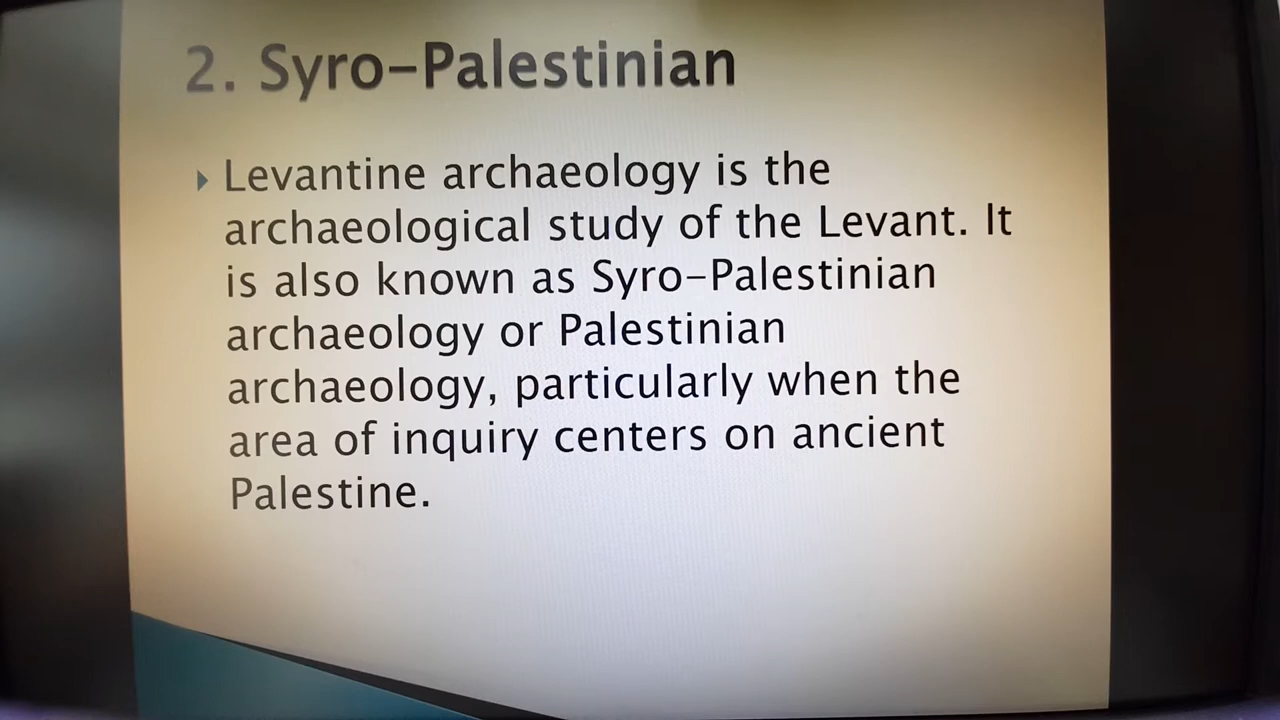 2. Syro-Palestinian
Levantine archaeology is the
archaeological study of the Levant. It
is also known as Syro-Palestinian
archaeology or Palestinian
archaeology, particularly when the
area of inquiry centers on ancient
Palestine.